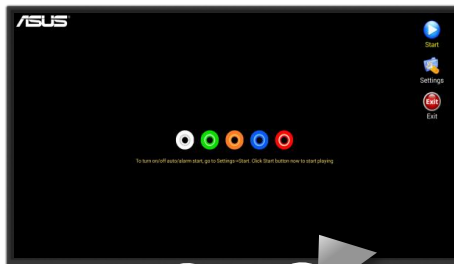 ASUS
Start
Settings
Exit
Exit
To turn on/off auto/alarm start, go to Settings->Start. Click Start button now to start playing